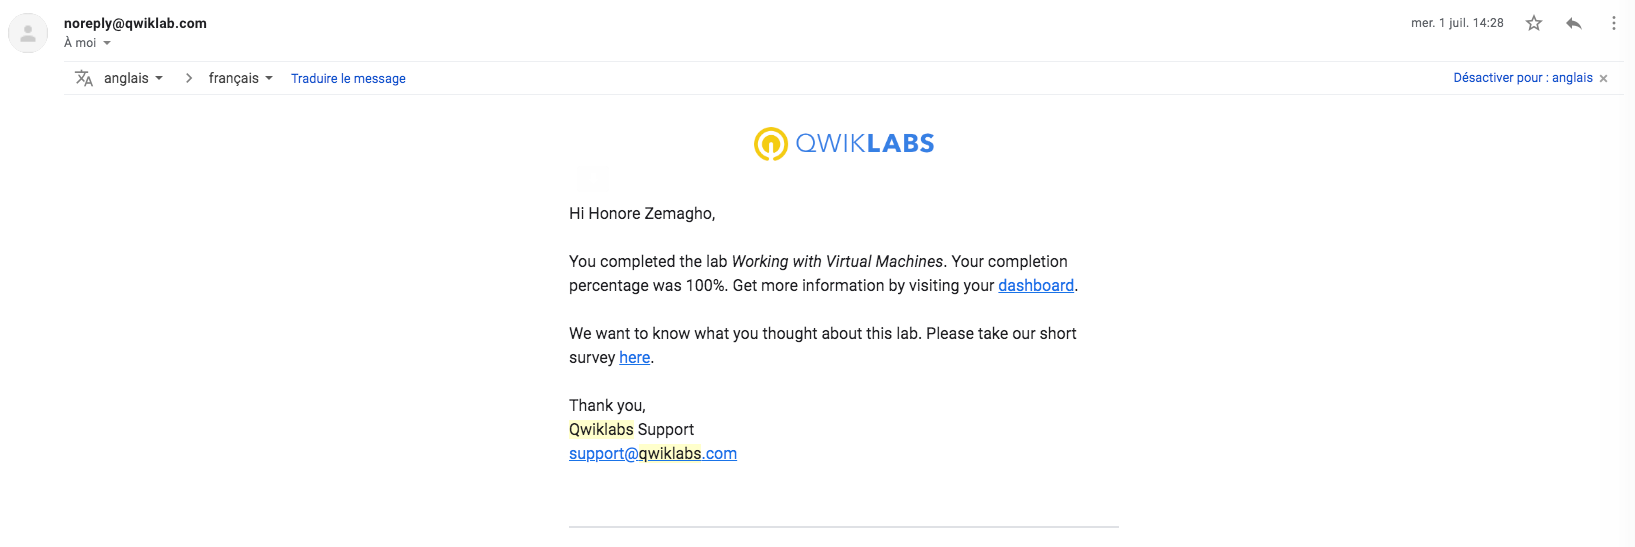 noreply@qwiklab.com
mer. 1 juil. 14:28
À moi
anglais
français
Traduire le message
Désactiver pour : anglais ×
QWIKLABS
Hi Honore Zemagho,
You completed the lab Working with Virtual Machines. Your completion
percentage was 100%. Get more information by visiting your dashboard.
We want to know what you thought about this lab. Please take our short
survey here.
Thank you,
Qwiklabs Support
support@qwiklabs.com